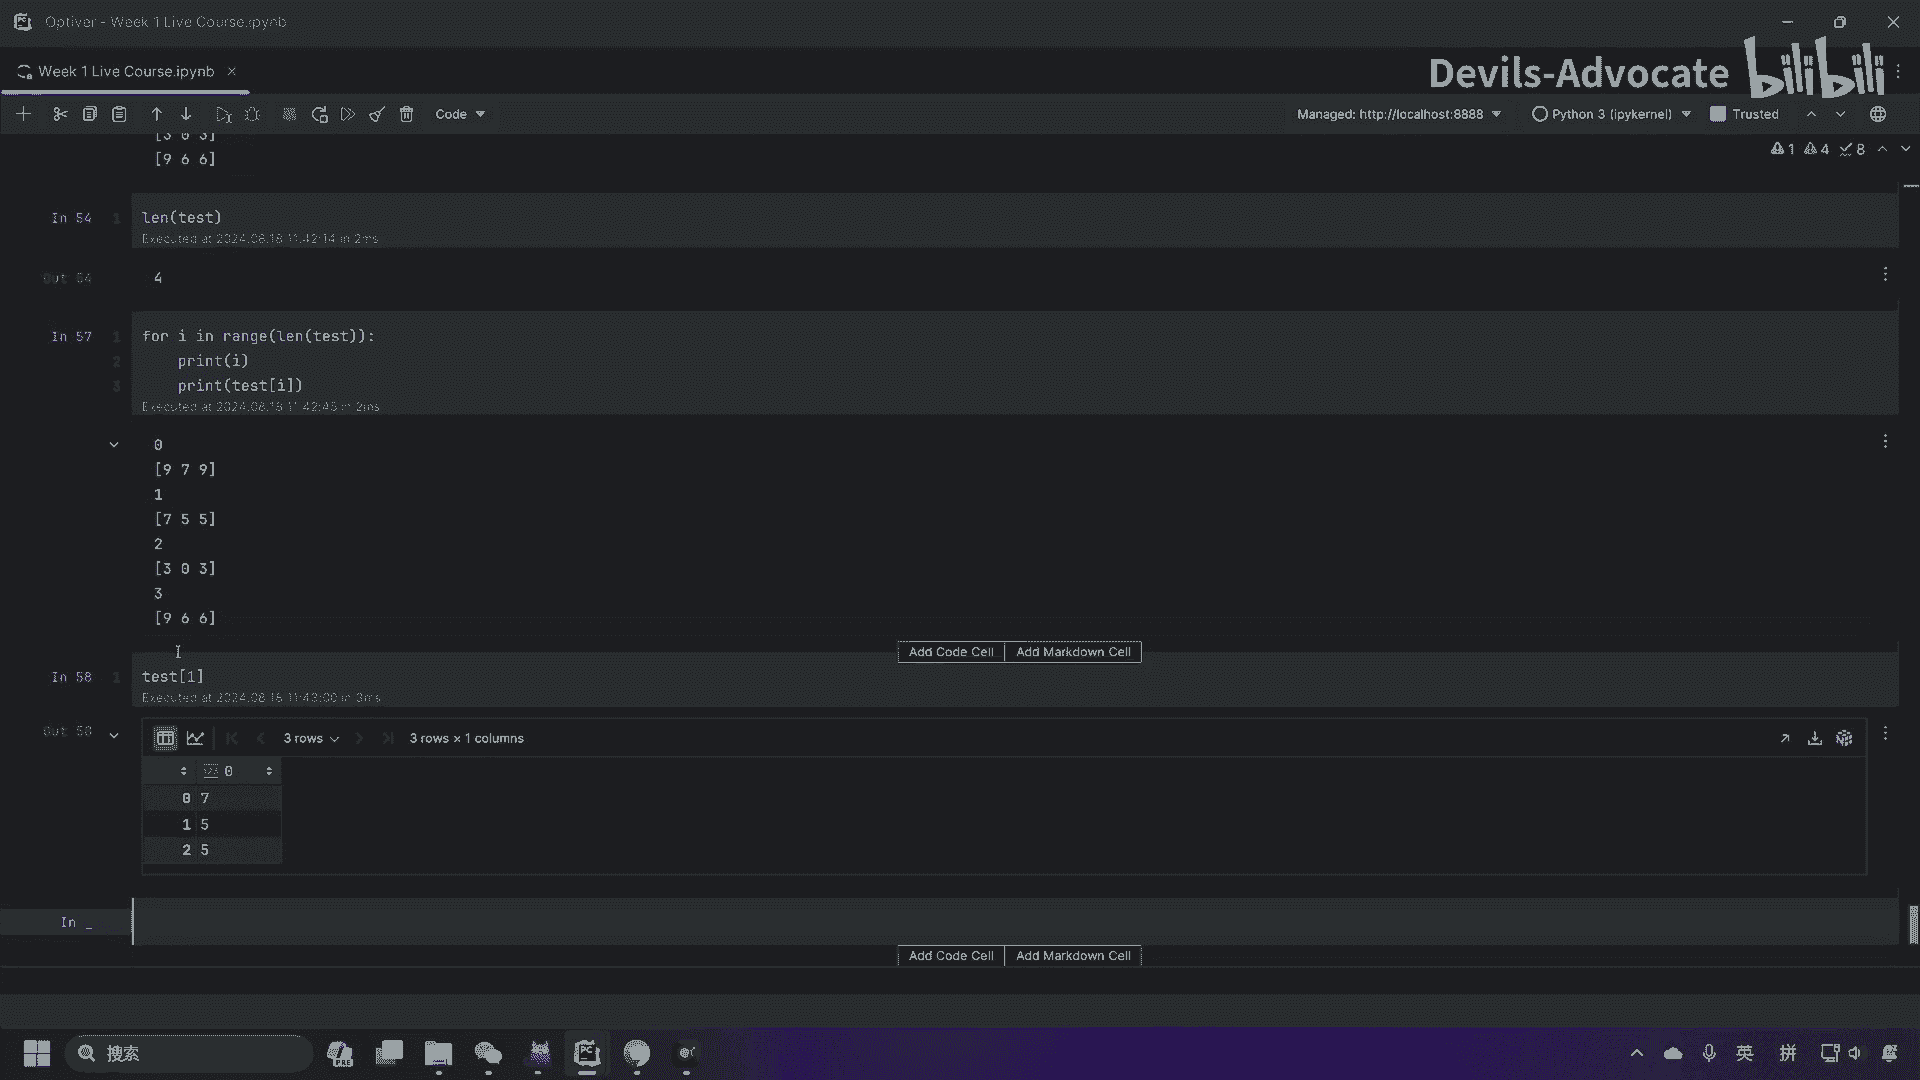 Optiver - Week 1 Live Course.ipynb
Week 1 Live Course.ipynb
Devils-Advocate bilibili
Code
Managed: http://localhost:8888
Python 3 (ipykernel)
Trusted
1 4 8
[3 0 3]
[9 6 6]
In 54
1 len(test)
Executed at 2024.08.18 11:42:14 in 2ms
Out 54
4
In 57
1 for i in range(len(test)):
2 print(i)
3 print(test[i])
Executed at 2024.08.18 11:42:45 in 2ms
0
[9 7 9]
1
[7 5 5]
2
[3 0 3]
3
[9 6 6]
Add Code Cell Add Markdown Cell
In 58
1 test[1]
Executed at 2024.08.18 11:43:00 in 3ms
Out 58
3 rows
3 rows × 1 columns
123 0
0 7
1 5
2 5
In _
Add Code Cell Add Markdown Cell
搜索
PRE
PC
英
拼